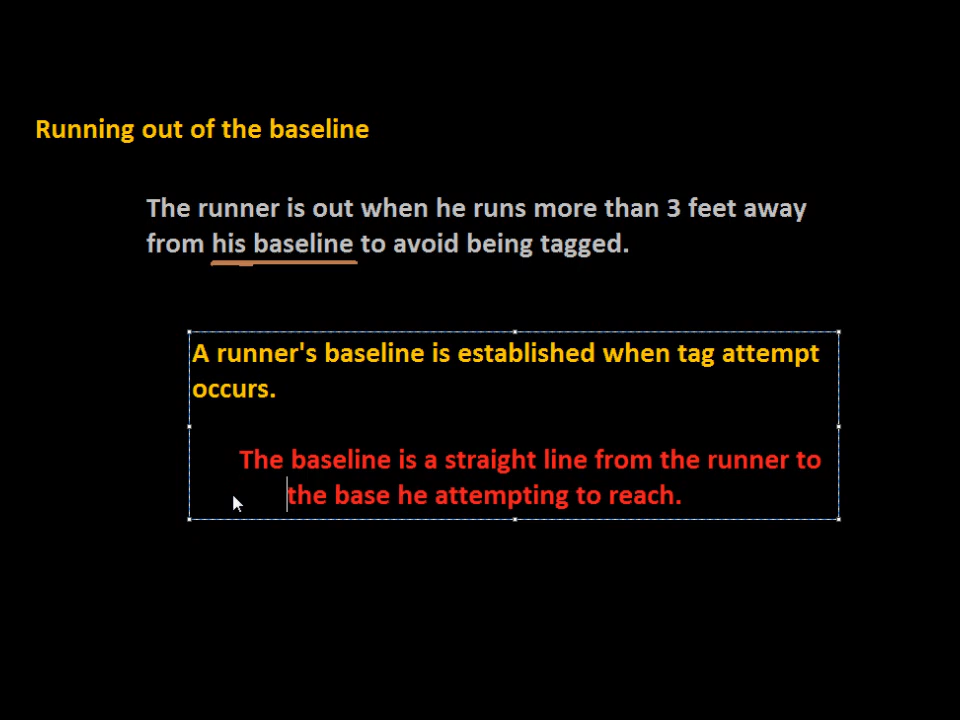 Running out of the baseline
The runner is out when he runs more than 3 feet away
from his baseline to avoid being tagged.
A runner's baseline is established when tag attempt
occurs.
The baseline is a straight line from the runner to
the base he attempting to reach.